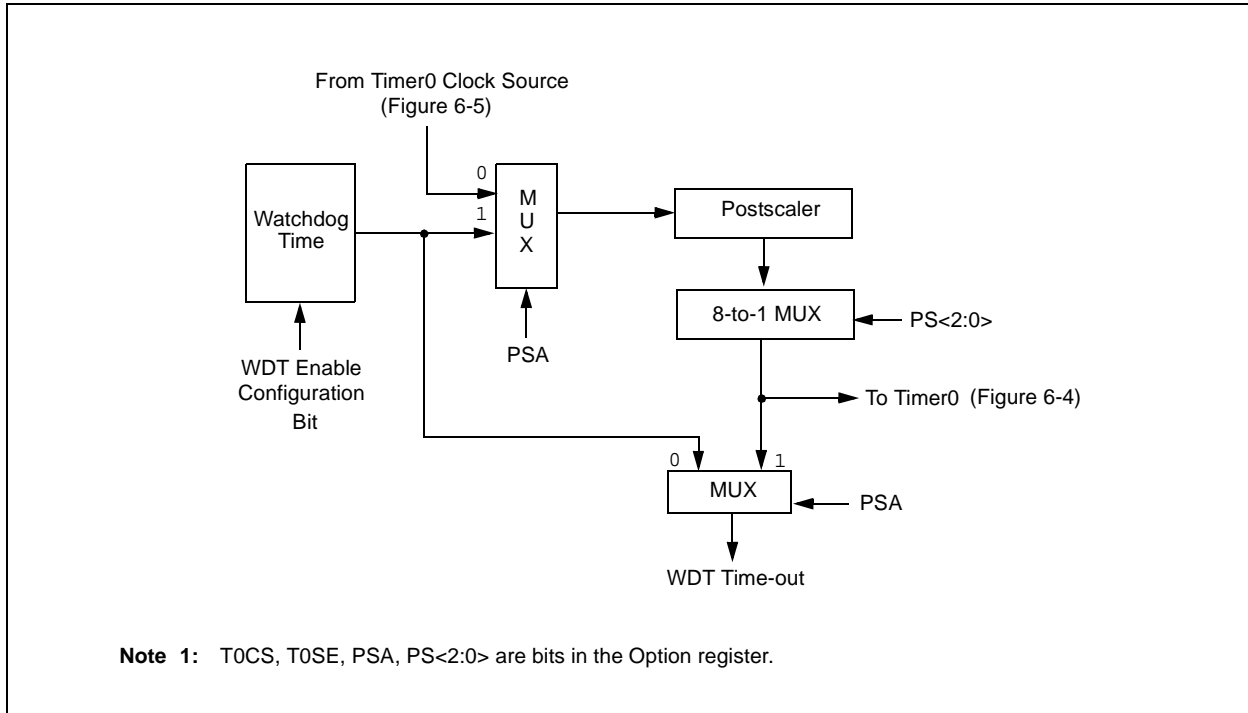 From Timer0 Clock Source
(Figure 6-5)
0
1
M
U
X
Watchdog
Time
Postscaler
8-to-1 MUX
PS<2:0>
PSA
WDT Enable
Configuration
Bit
To Timer0 (Figure 6-4)
0
1
MUX
PSA
WDT Time-out
Note 1: T0CS, T0SE, PSA, PS<2:0> are bits in the Option register.